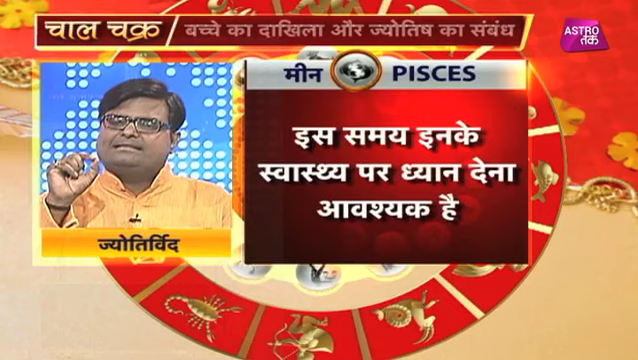 चाल चक्र
बच्चे का दाखिला और ज्योतिष का संबंध
ASTRO
तक
मीन PISCES
इस समय इनके
स्वास्थ्य पर ध्यान देना
आवश्यक है
ज्योतिर्विद